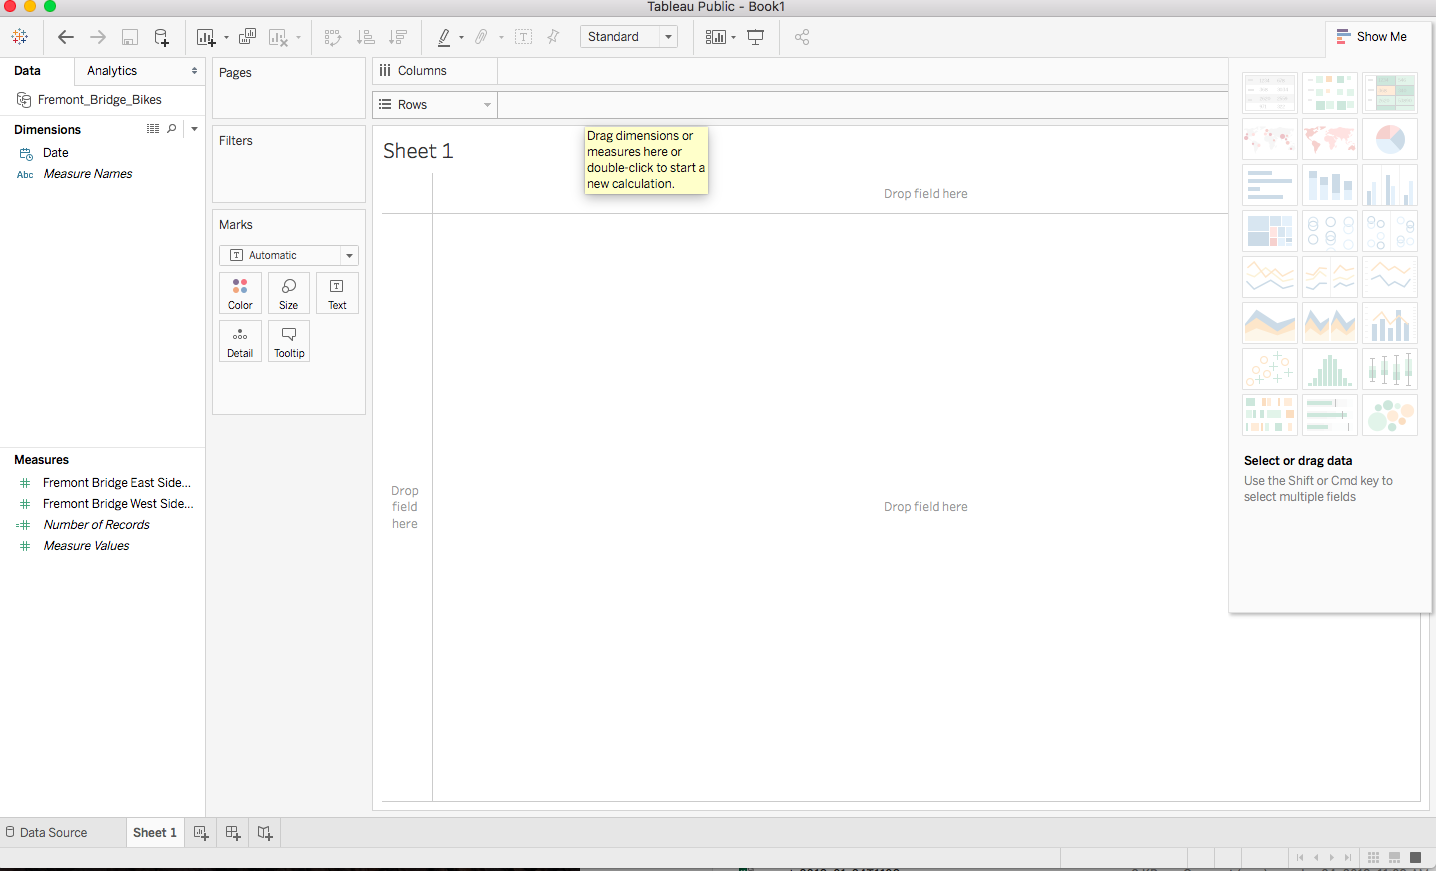 Tableau Public - Book1
Standard
Show Me
Data
Analytics
Pages
Columns
Fremont_Bridge_Bikes
Rows
Dimensions
Date
Abc
Measure Names
Filters
Sheet 1
Drag dimensions or
measures here or
double-click to start a
new calculation.
Drop field here
Marks
Automatic
Color
Size
Text
Detail
Tooltip
Measures
Fremont Bridge East Side...
Fremont Bridge West Side...
Number of Records
Measure Values
Drop
field
here
Drop field here
Select or drag data
Use the Shift or Cmd key to
select multiple fields
Data Source
Sheet 1